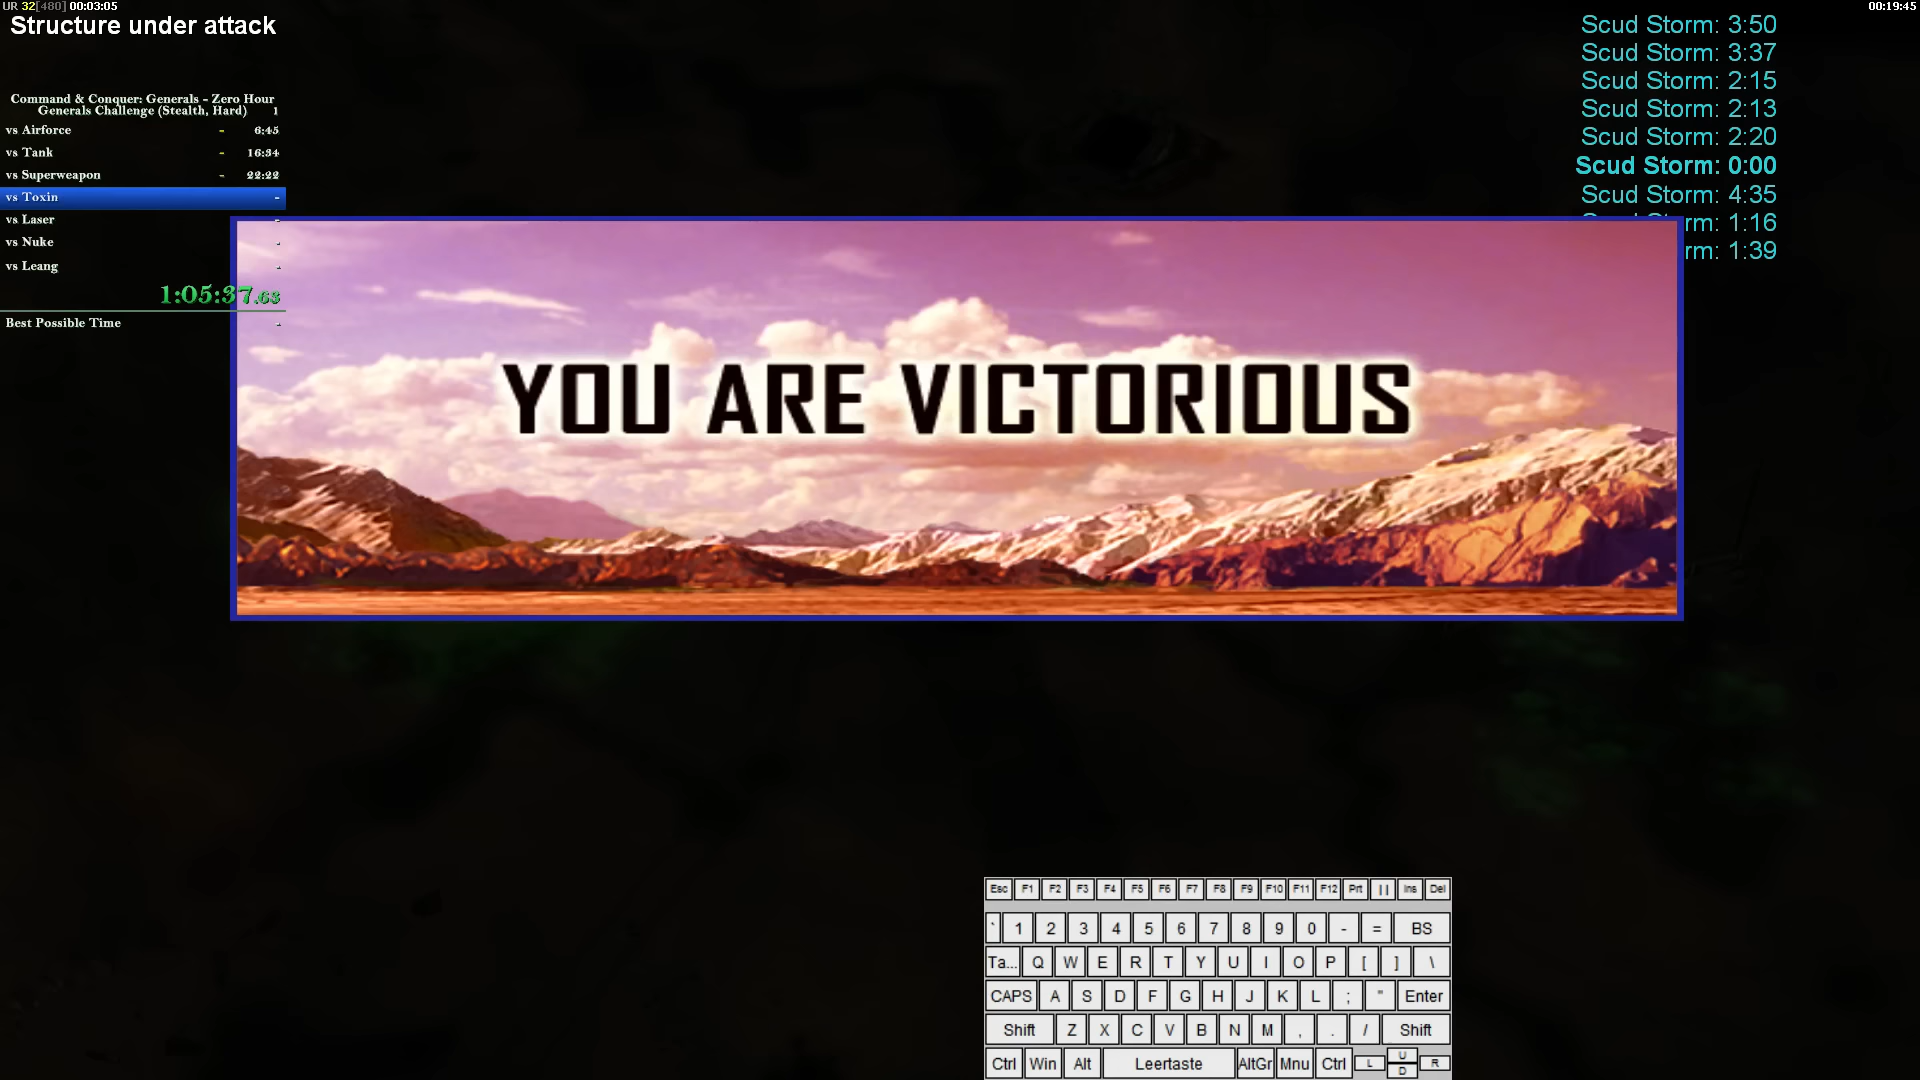 UR 32[480] 00:03:05
00:19:45
Structure under attack
Scud Storm: 3:50
Scud Storm: 3:37
Scud Storm: 2:15
Scud Storm: 2:13
Scud Storm: 2:20
Scud Storm: 0:00
Scud Storm: 4:35
rm: 1:16
rm: 1:39
Command & Conquer: Generals - Zero Hour
Generals Challenge (Stealth, Hard) 1
vs Airforce - 6:45
vs Tank - 16:34
vs Superweapon - 22:22
vs Toxin -
vs Laser -
vs Nuke -
vs Leang -
1:05:37.63
Best Possible Time -
YOU ARE VICTORIOUS
Esc F1 F2 F3 F4 F5 F6 F7 F8 F9 F10 F11 F12 Prt || Ins Del
` 1 2 3 4 5 6 7 8 9 0 - = BS
Ta... Q W E R T Y U I O P [ ] \
CAPS A S D F G H J K L ; " Enter
Shift Z X C V B N M , . / Shift
Ctrl Win Alt Leertaste AltGr Mnu Ctrl L U D R